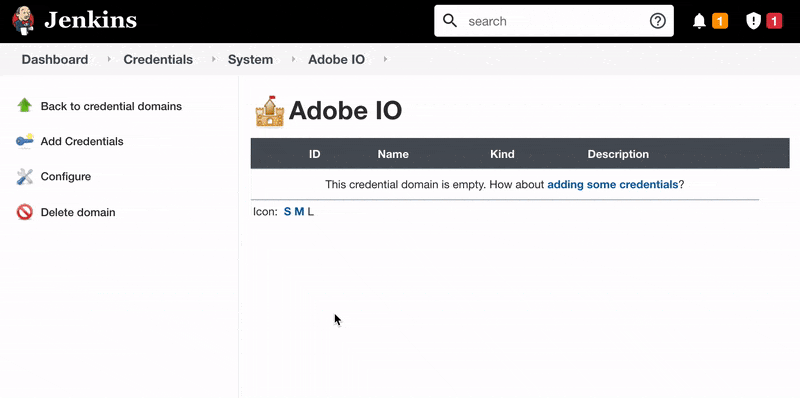 Jenkins
search
1
1
Dashboard Credentials System Adobe IO
Back to credential domains
Add Credentials
Configure
Delete domain
Adobe IO
ID Name Kind Description
This credential domain is empty. How about adding some credentials?
Icon: S M L